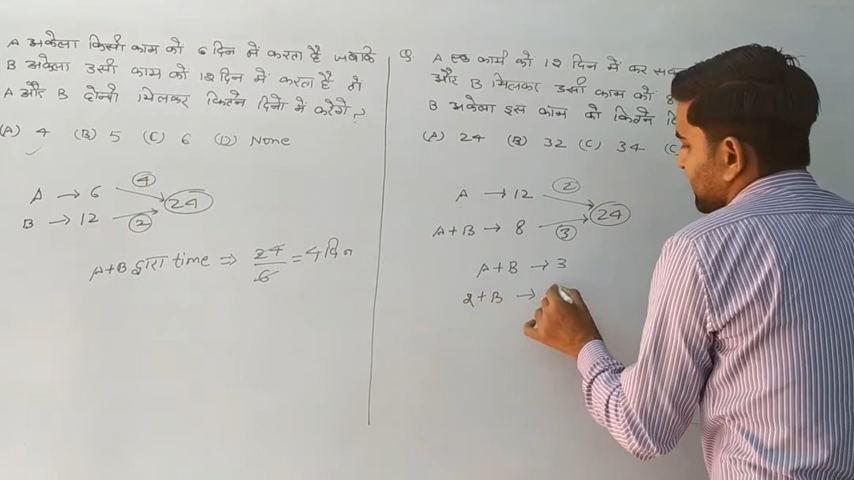 A अकेला किसी काम को 6 दिन में करता है जबकि
B अकेला उसी काम को 12 दिन में करता है तो
A और B दोनों मिलकर कितने दिनों में करेंगे?
(A) 4 (B) 5 (C) 6 (D) None
A → 6 4
24
B → 12 2
A+B द्वारा time ⇒ 24/6 = 4 दिन
Q. A एक कार्य को 12 दिन में कर
और B मिलकर उसी काम को 8
B अकेला इस काम को कितने
(A) 24 (B) 32 (C) 34 (
A → 12 2
24
A+B → 8 3
A+B → 3
2+B →